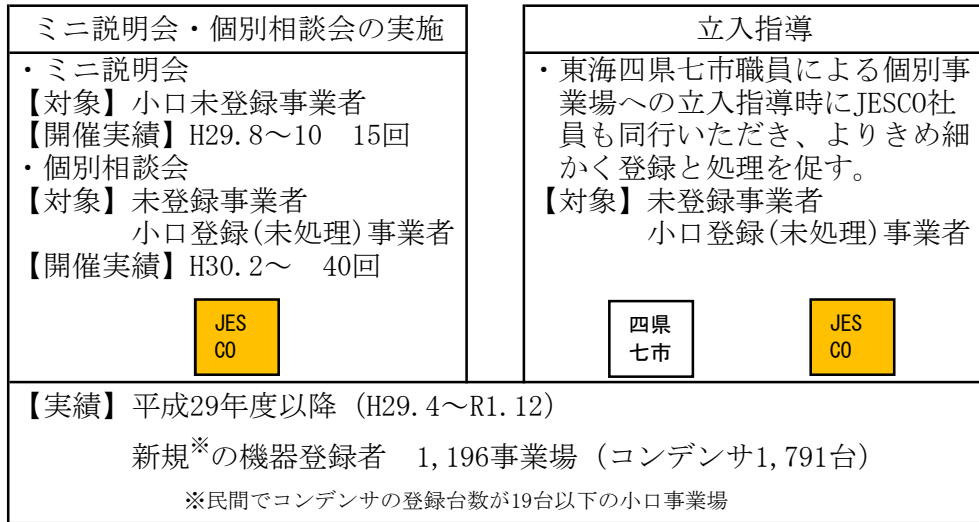 ミニ説明会・個別相談会の実施
・ミニ説明会
【対象】小口未登録事業者
【開催実績】H29.8～10　15回
・個別相談会
【対象】未登録事業者
小口登録(未処理)事業者
【開催実績】H30.2～　40回
JES
CO
立入指導
・東海四県七市職員による個別事
業場への立入指導時にJESCO社
員も同行いただき、よりきめ細
かく登録と処理を促す。
【対象】未登録事業者
小口登録(未処理)事業者
四県
七市
JES
CO
【実績】平成29年度以降（H29.4～R1.12）
新規※の機器登録者　1,196事業場（コンデンサ1,791台）
※民間でコンデンサの登録台数が19台以下の小口事業場